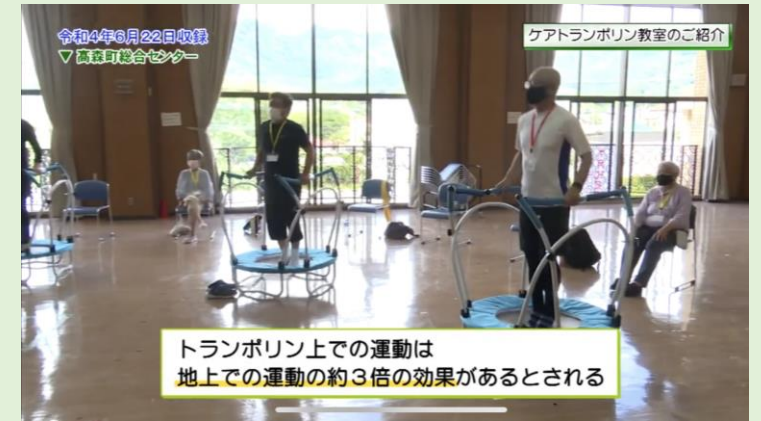 令和4年6月22日収録
▼ 高森町総合センター
ケアトランポリン教室のご紹介
トランポリン上での運動は
地上での運動の約３倍の効果があるとされる